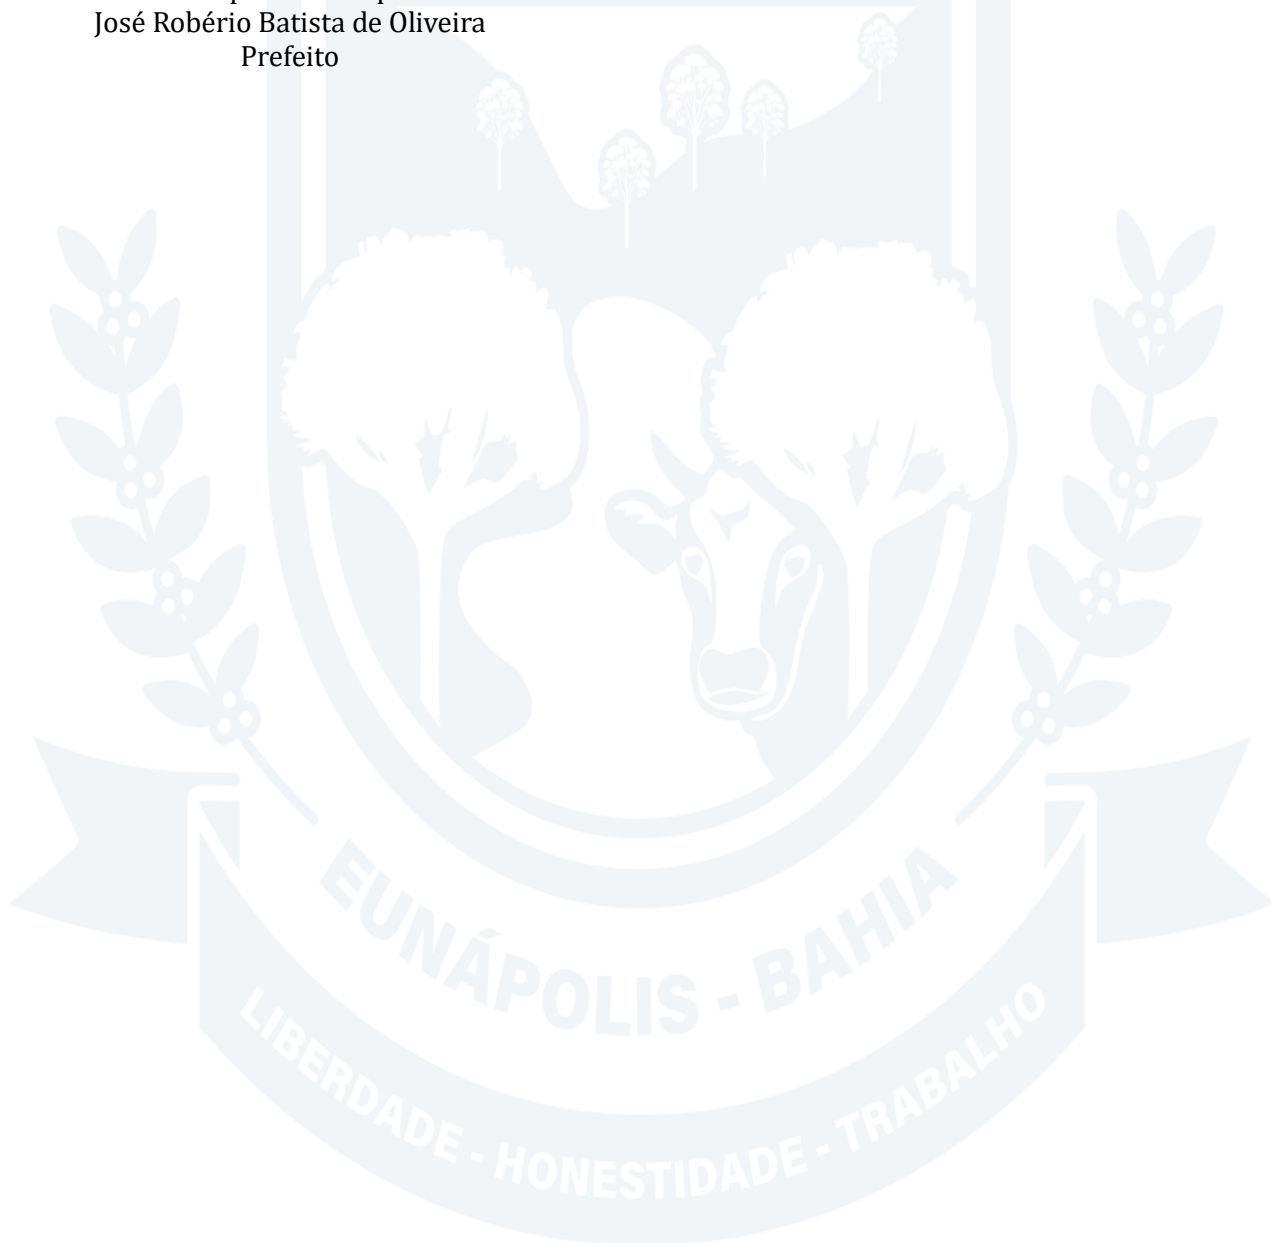 José Robério Batista de Oliveira
Prefeito
EUNÁPOLIS - BAHIA
LIBERDADE - HONESTIDADE - TRABALHO